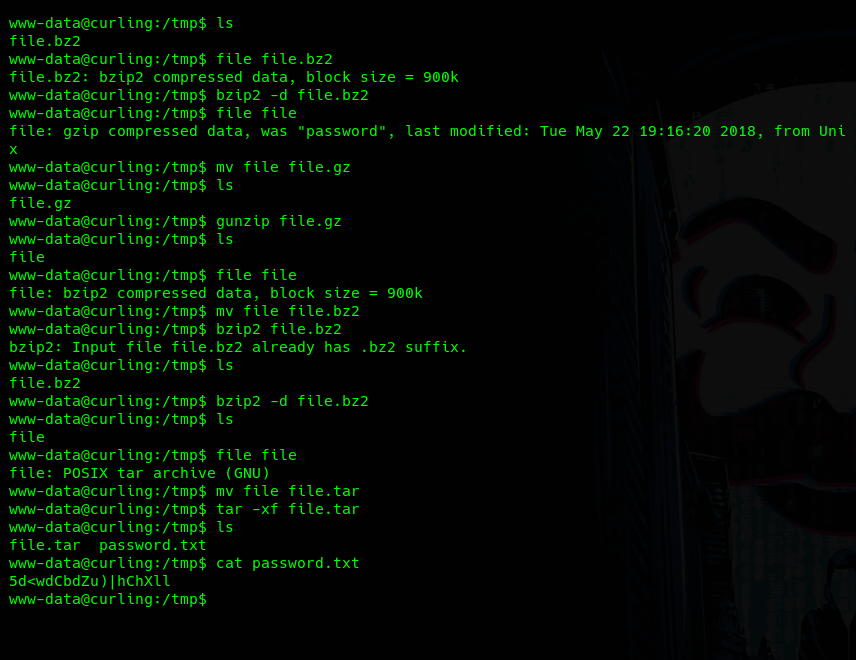 www-data@curling:/tmp$ ls
file.bz2
www-data@curling:/tmp$ file file.bz2
file.bz2: bzip2 compressed data, block size = 900k
www-data@curling:/tmp$ bzip2 -d file.bz2
www-data@curling:/tmp$ file file
file: gzip compressed data, was "password", last modified: Tue May 22 19:16:20 2018, from Uni
x
www-data@curling:/tmp$ mv file file.gz
www-data@curling:/tmp$ ls
file.gz
www-data@curling:/tmp$ gunzip file.gz
www-data@curling:/tmp$ ls
file
www-data@curling:/tmp$ file file
file: bzip2 compressed data, block size = 900k
www-data@curling:/tmp$ mv file file.bz2
www-data@curling:/tmp$ bzip2 file.bz2
bzip2: Input file file.bz2 already has .bz2 suffix.
www-data@curling:/tmp$ ls
file.bz2
www-data@curling:/tmp$ bzip2 -d file.bz2
www-data@curling:/tmp$ ls
file
www-data@curling:/tmp$ file file
file: POSIX tar archive (GNU)
www-data@curling:/tmp$ mv file file.tar
www-data@curling:/tmp$ tar -xf file.tar
www-data@curling:/tmp$ ls
file.tar  password.txt
www-data@curling:/tmp$ cat password.txt
5d<wdCbdZu)|hChXll
www-data@curling:/tmp$